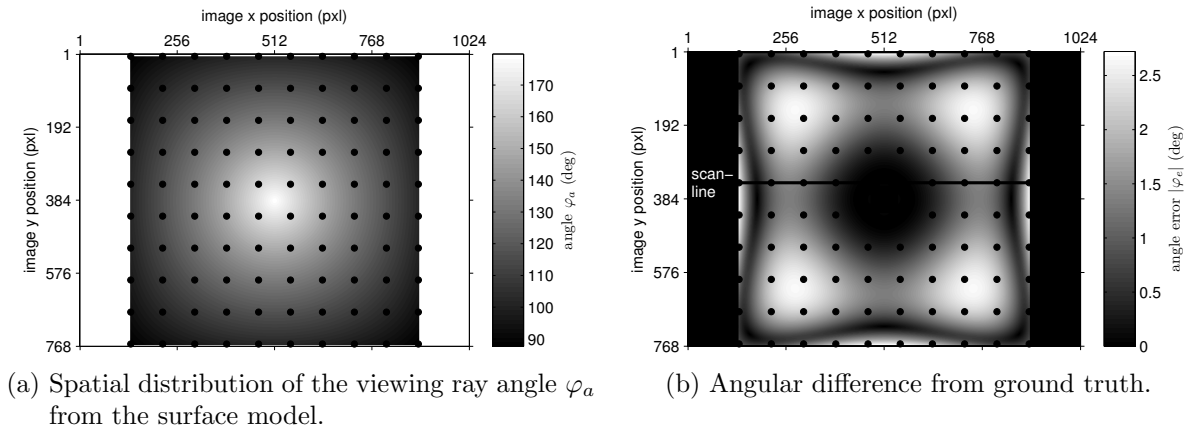 image x position (pxl)
1 256 512 768 1024
1
192
384
576
768
image y position (pxl)
170
160
150
140
130
120
110
100
90
angle φₐ (deg)
(a) Spatial distribution of the viewing ray angle φₐ
from the surface model.
image x position (pxl)
1 256 512 768 1024
1
192
384
576
768
image y position (pxl)
scan–
line
2.5
2
1.5
1
0.5
0
angle error |φₑ| (deg)
(b) Angular difference from ground truth.